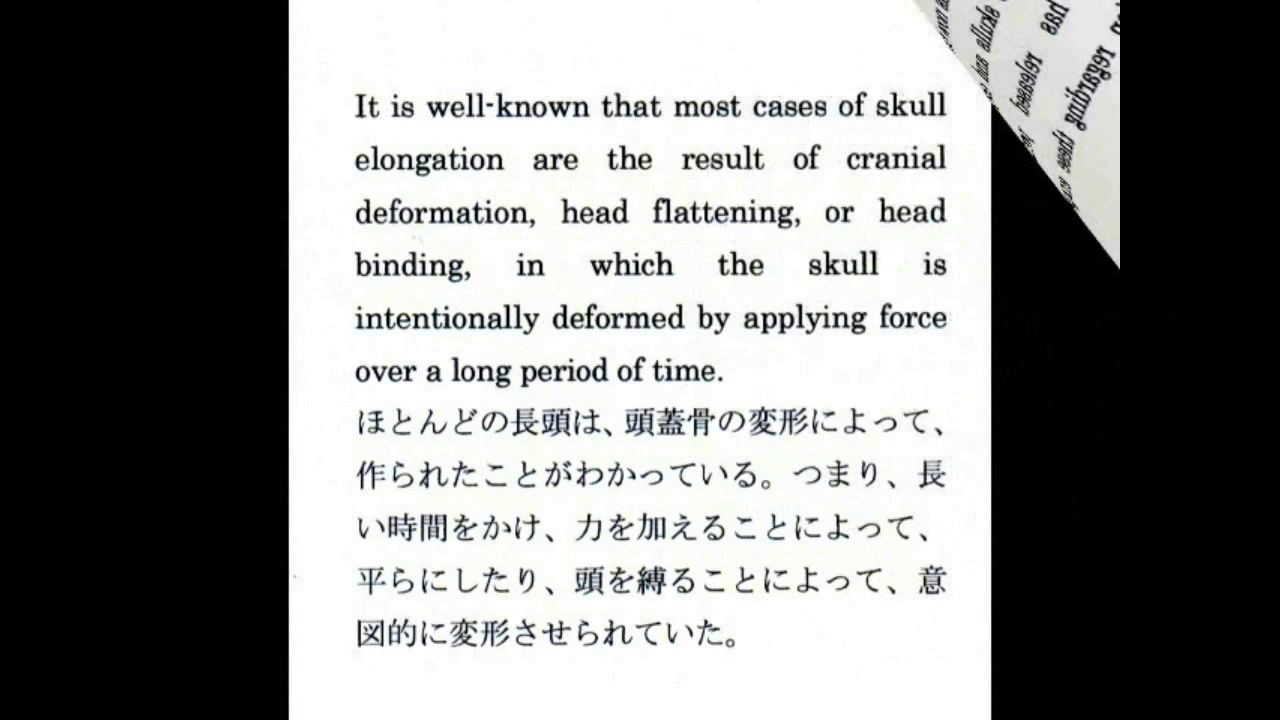 It is well-known that most cases of skull
elongation are the result of cranial
deformation, head flattening, or head
binding, in which the skull is
intentionally deformed by applying force
over a long period of time.
ほとんどの長頭は、頭蓋骨の変形によって、
作られたことがわかっている。つまり、長
い時間をかけ、力を加えることによって、
平らにしたり、頭を縛ることによって、意
図的に変形させられていた。
has
released
regarding these